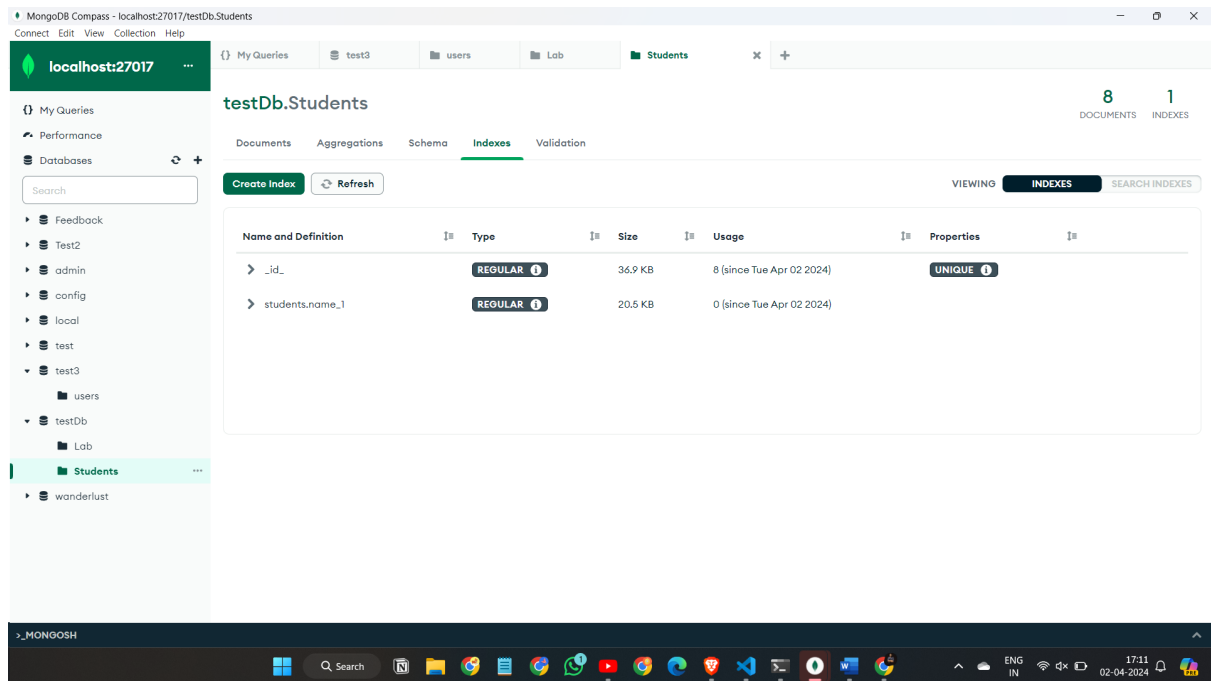 MongoDB Compass - localhost:27017/testDb.Students
Connect Edit View Collection Help
localhost:27017 ...
{} My Queries
test3
users
Lab
Students
{} My Queries
Performance
Databases
Search
Feedback
Test2
admin
config
local
test
test3
users
testDb
Lab
Students ...
wanderlust
testDb.Students
8 DOCUMENTS
1 INDEXES
Documents Aggregations Schema Indexes Validation
Create Index Refresh
VIEWING INDEXES SEARCH INDEXES
Name and Definition Type Size Usage Properties
_id_ REGULAR 36.9 KB 8 (since Tue Apr 02 2024) UNIQUE
students.name_1 REGULAR 20.5 KB 0 (since Tue Apr 02 2024)
>_MONGOSH
Search
1
ENG
IN
17:11
02-04-2024
PRE